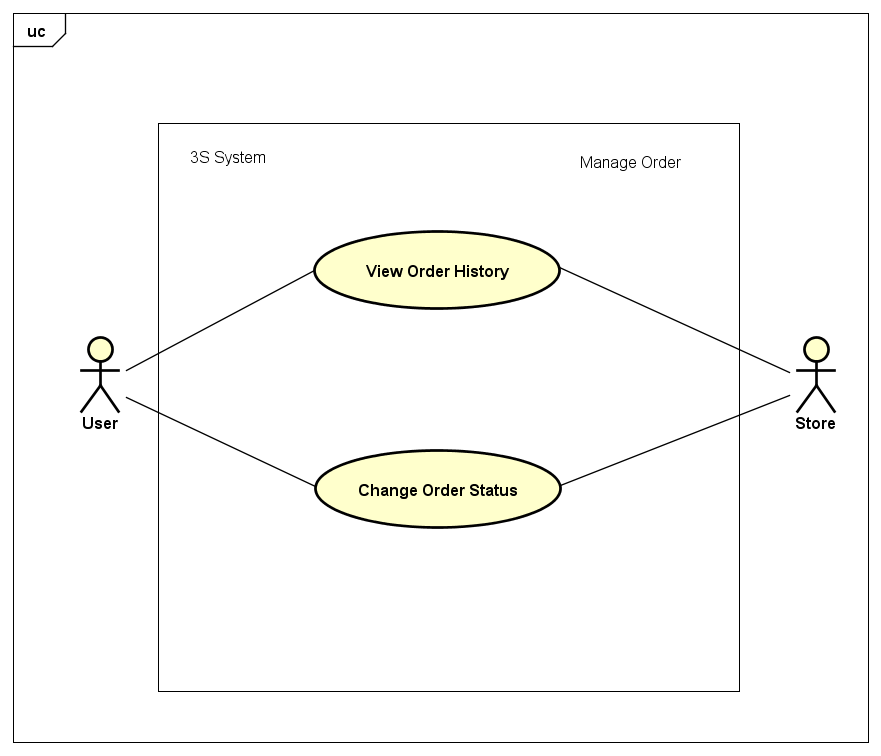 uc
3S System
Manage Order
View Order History
User
Store
Change Order Status